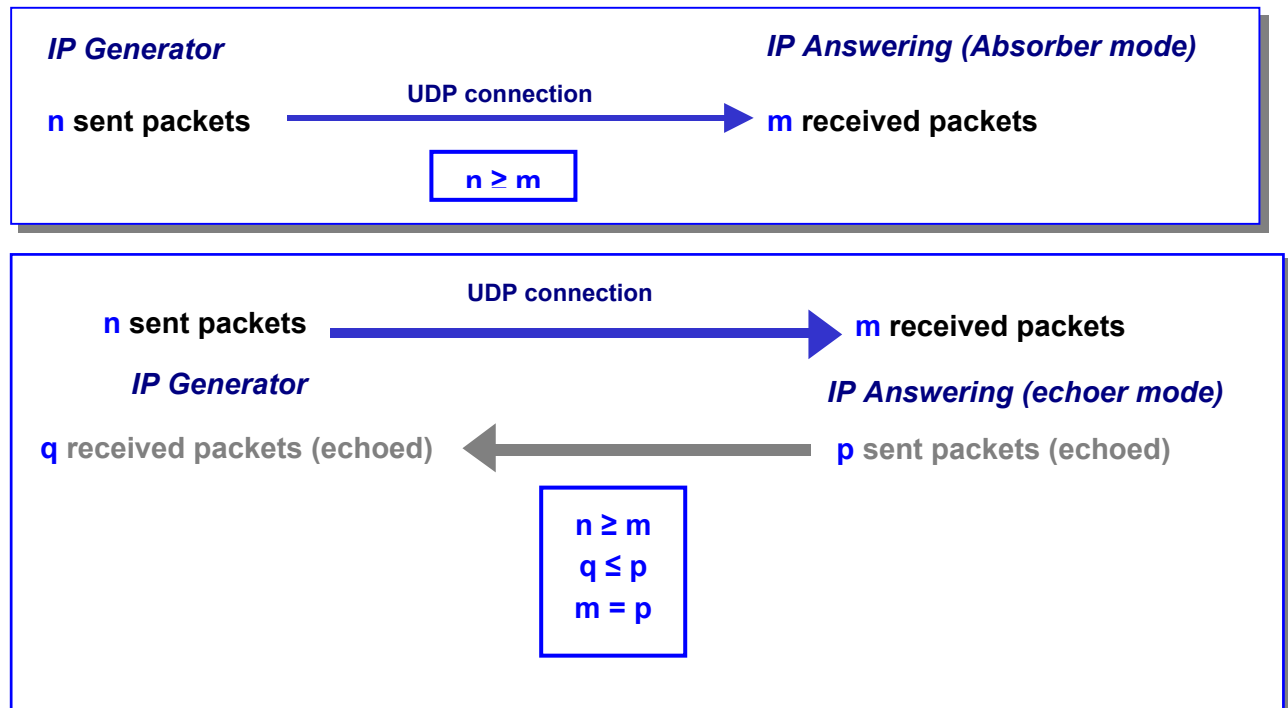 IP Generator
IP Answering (Absorber mode)
UDP connection
n sent packets
m received packets
n ≥ m
UDP connection
n sent packets
m received packets
IP Generator
IP Answering (echoer mode)
q received packets (echoed)
p sent packets (echoed)
n ≥ m
q ≤ p
m = p